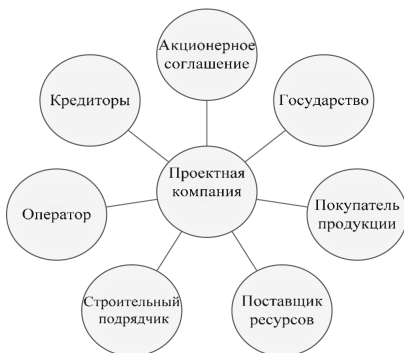 Акционерное
соглашение
Кредиторы
Государство
Проектная
компания
Оператор
Покупатель
продукции
Строительный
подрядчик
Поставщик
ресурсов